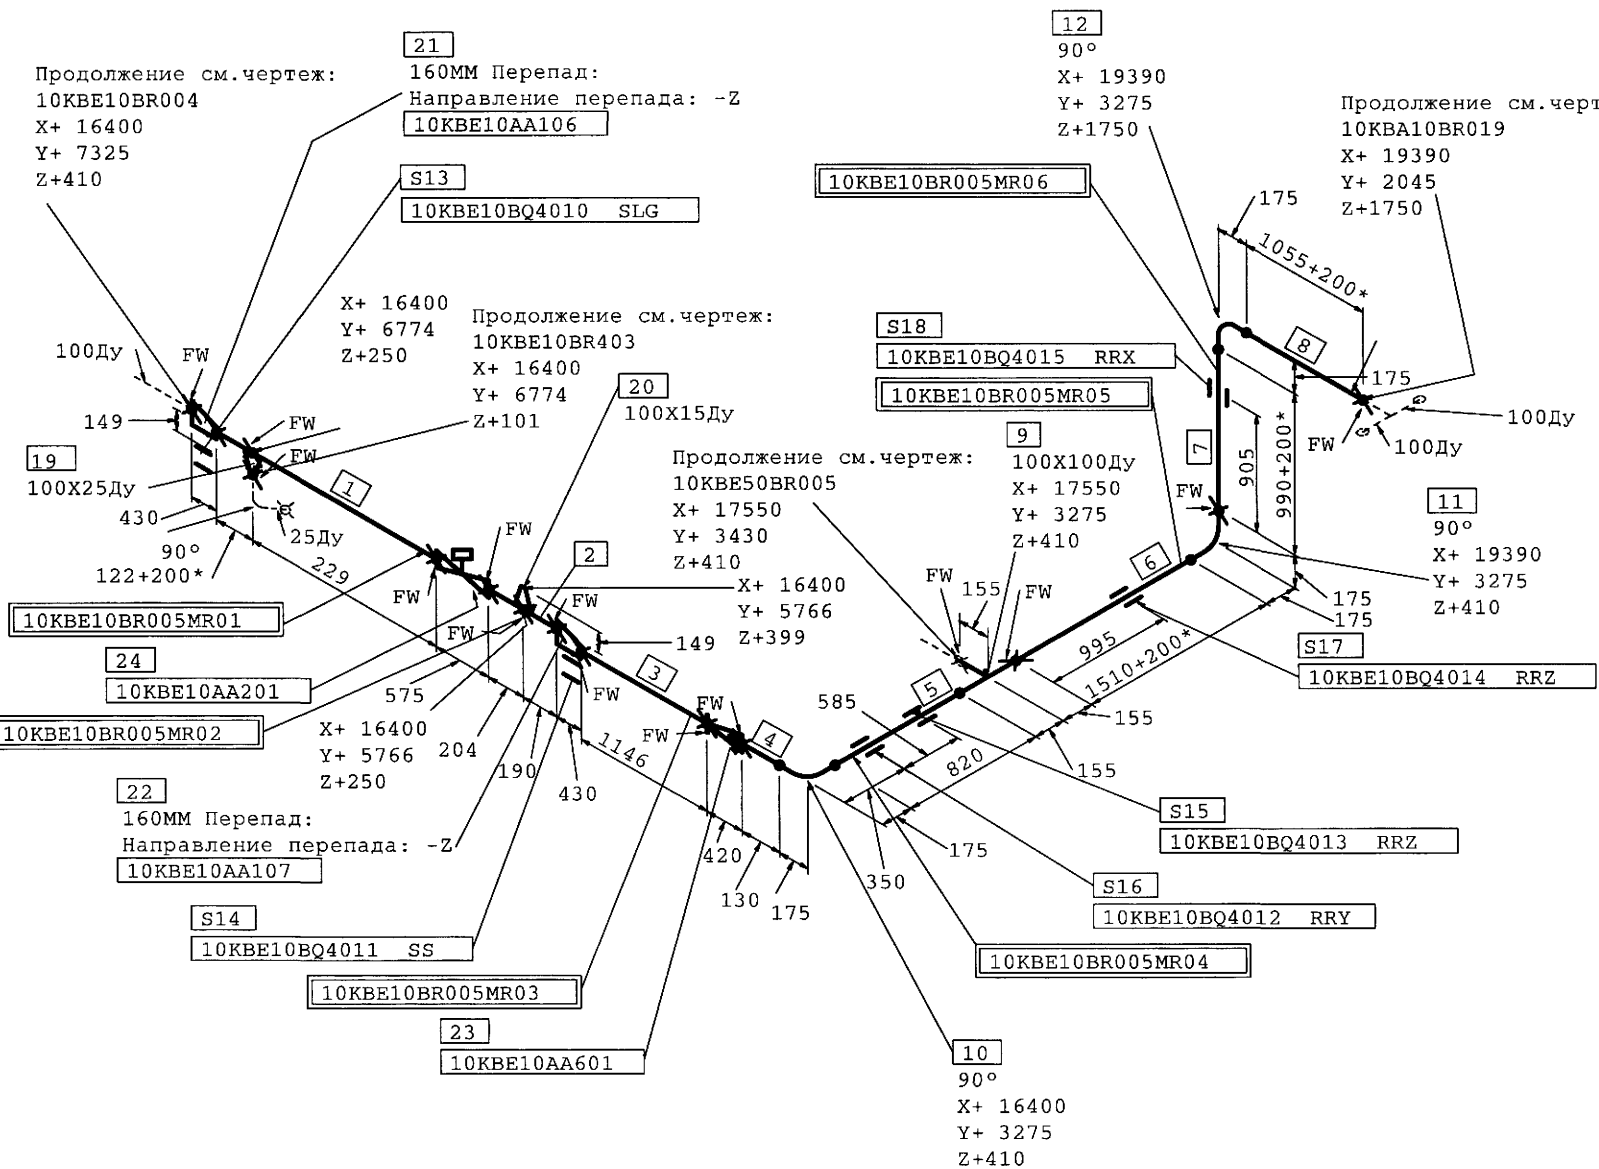 21
160ММ Перепад:
Направление перепада: -Z
10KBE10AA106
Продолжение см.чертеж:
10KBE10BR004
X+ 16400
Y+ 7325
Z+410
S13
10KBE10BQ4010 SLG
12
90°
X+ 19390
Y+ 3275
Z+1750
Продолжение см.черт
10KBA10BR019
X+ 19390
Y+ 2045
Z+1750
10KBE10BR005MR06
175
1055+200*
X+ 16400
Y+ 6774
Z+250
Продолжение см.чертеж:
10KBE10BR403
X+ 16400
Y+ 6774
Z+101
S18
10KBE10BQ4015 RRX
10KBE10BR005MR05
100Ду
FW
8
175
G
G
100Ду
100Ду
FW
149
FW
FW
20
100Х15Ду
19
100Х25Ду
7
905
990+200*
FW
9
100Х100Ду
X+ 17550
Y+ 3275
Z+410
Продолжение см.чертеж:
10KBE50BR005
X+ 17550
Y+ 3430
Z+410
11
90°
X+ 19390
Y+ 3275
Z+410
1
430
25Ду
90°
122+200*
229
FW
2
FW
FW
FW
X+ 16400
Y+ 5766
Z+399
FW
155
FW
6
175
175
10KBE10BR005MR01
149
24
10KBE10AA201
10KBE10BR005MR02
575
3
FW
995
1510+200*
S17
10KBE10BQ4014 RRZ
X+ 16400
Y+ 5766
Z+250
204
190
430
1146
FW
FW
4
5
585
155
820
155
22
160ММ Перепад:
Направление перепада: -Z
10KBE10AA107
S15
10KBE10BQ4013 RRZ
420
130
175
175
350
S16
10KBE10BQ4012 RRY
S14
10KBE10BQ4011 SS
10KBE10BR005MR04
10KBE10BR005MR03
23
10KBE10AA601
10
90°
X+ 16400
Y+ 3275
Z+410